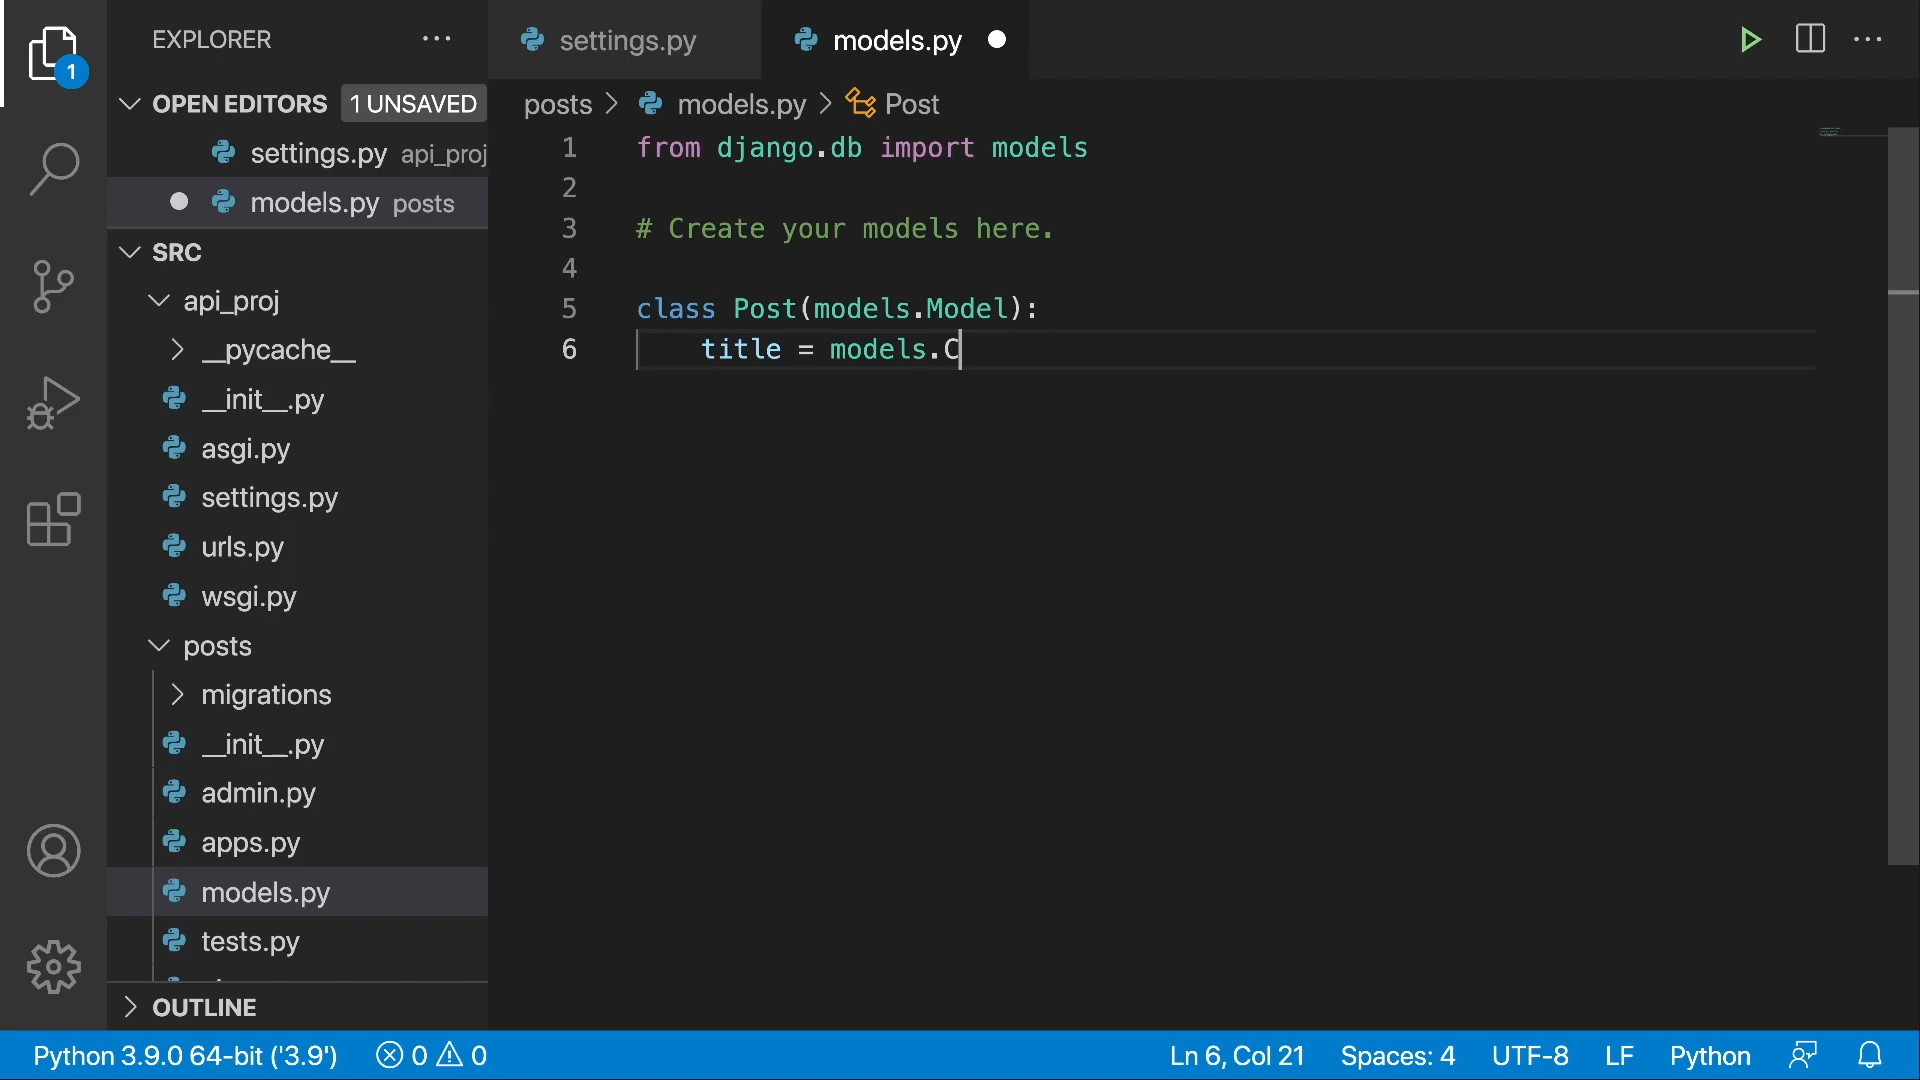 EXPLORER
settings.py
models.py
1
OPEN EDITORS 1 UNSAVED
settings.py api_proj
models.py posts
SRC
api_proj
__pycache__
__init__.py
asgi.py
settings.py
urls.py
wsgi.py
posts
migrations
__init__.py
admin.py
apps.py
models.py
tests.py
OUTLINE
posts > models.py > Post
1 from django.db import models
2
3 # Create your models here.
4
5 class Post(models.Model):
6 title = models.C
Python 3.9.0 64-bit ('3.9') 0 0 Ln 6, Col 21 Spaces: 4 UTF-8 LF Python